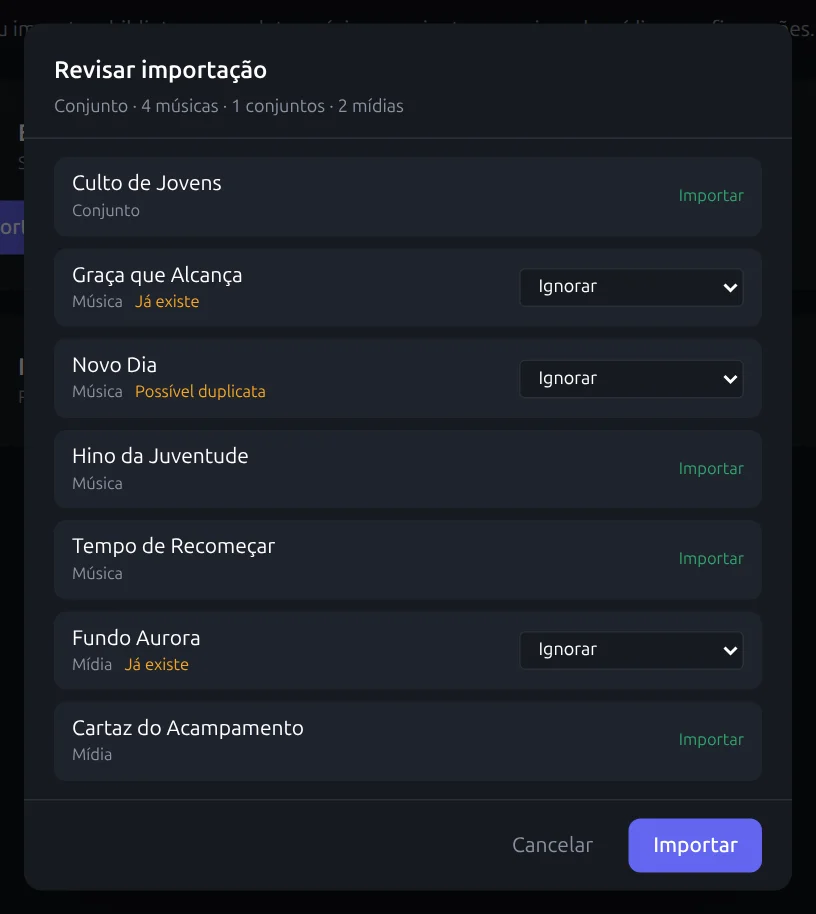 Revisar importação
Conjunto · 4 músicas · 1 conjuntos · 2 mídias
Culto de Jovens
Conjunto
Importar
Graça que Alcança
Música Já existe
Ignorar
Novo Dia
Música Possível duplicata
Ignorar
Hino da Juventude
Música
Importar
Tempo de Recomeçar
Música
Importar
Fundo Aurora
Mídia Já existe
Ignorar
Cartaz do Acampamento
Mídia
Importar
Cancelar
Importar